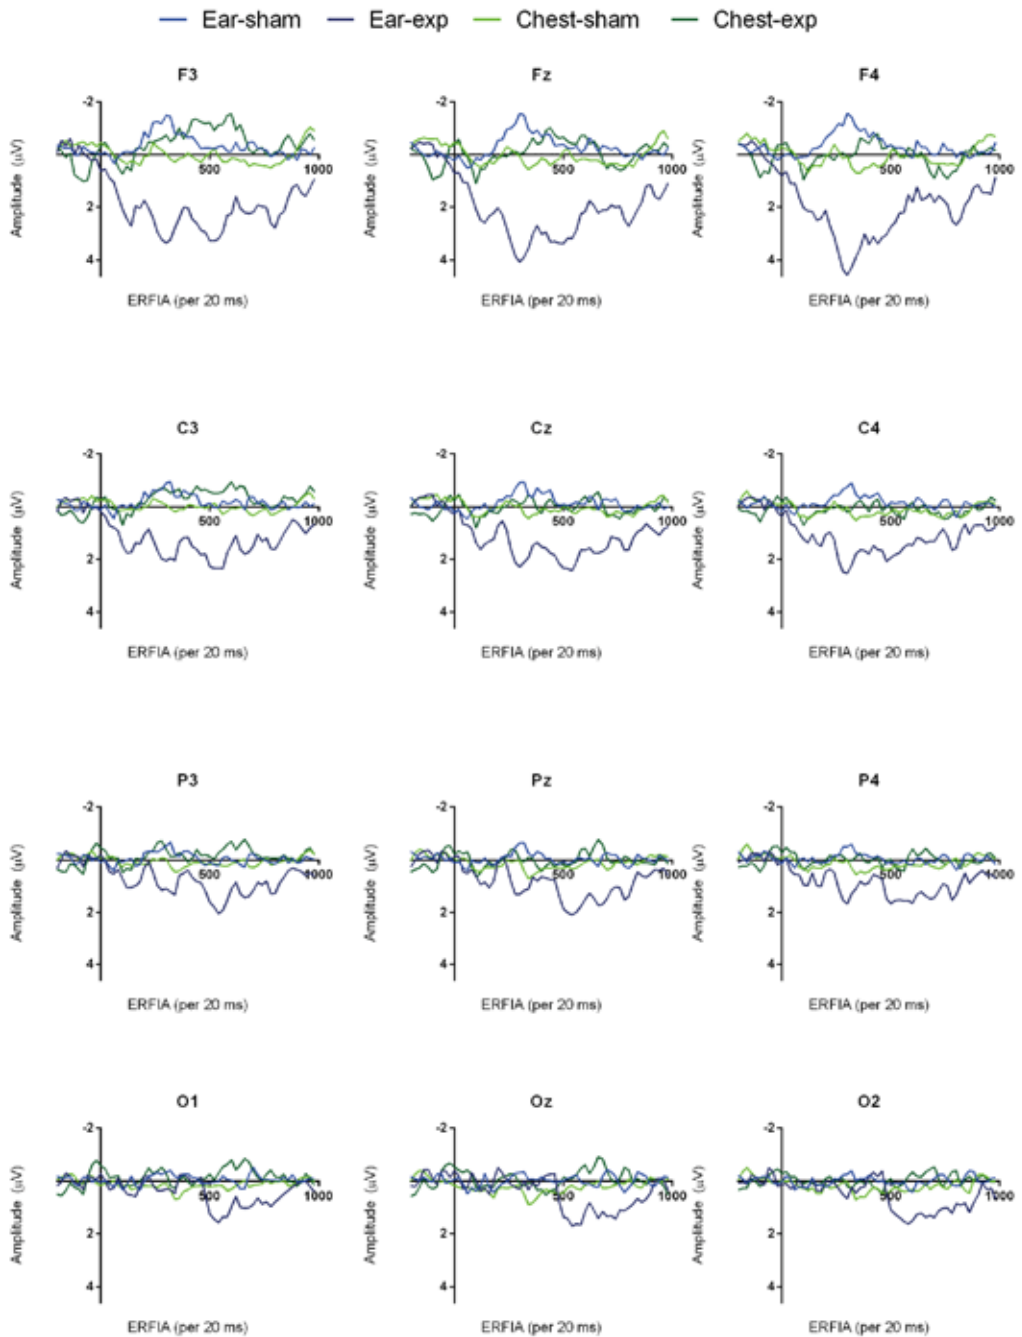 Ear-sham Ear-exp Chest-sham Chest-exp
F3 Fz F4
-2 -2 -2
Amplitude (µV) Amplitude (µV) Amplitude (µV)
500 1000 500 1000 500 1000
2 2 2
4 4 4
ERFIA (per 20 ms) ERFIA (per 20 ms) ERFIA (per 20 ms)
C3 Cz C4
-2 -2 -2
Amplitude (µV) Amplitude (µV) Amplitude (µV)
500 1000 500 1000 500 1000
2 2 2
4 4 4
ERFIA (per 20 ms) ERFIA (per 20 ms) ERFIA (per 20 ms)
P3 Pz P4
-2 -2 -2
Amplitude (µV) Amplitude (µV) Amplitude (µV)
500 1000 500 1000 500 1000
2 2 2
4 4 4
ERFIA (per 20 ms) ERFIA (per 20 ms) ERFIA (per 20 ms)
O1 Oz O2
-2 -2 -2
Amplitude (µV) Amplitude (µV) Amplitude (µV)
500 1000 500 1000 500 1000
2 2 2
4 4 4
ERFIA (per 20 ms) ERFIA (per 20 ms) ERFIA (per 20 ms)